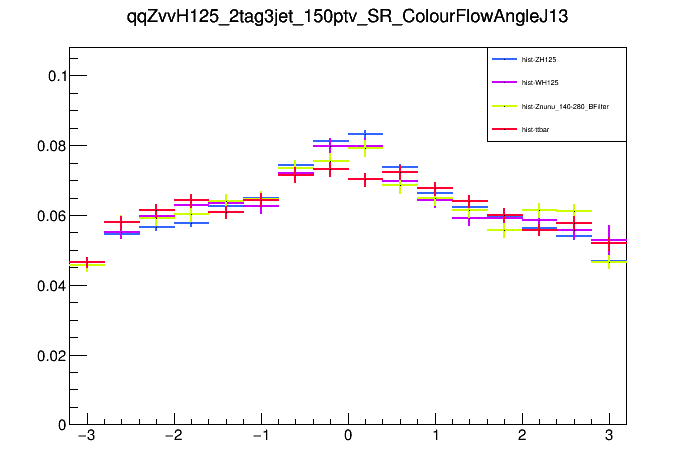 qqZvvH125_2tag3jet_150ptv_SR_ColourFlowAngleJ13
hist-ZH125
hist-WH125
hist-Znunu_140-280_BFilter
hist-ttbar
0.1
0.08
0.06
0.04
0.02
0
−3 −2 −1 0 1 2 3